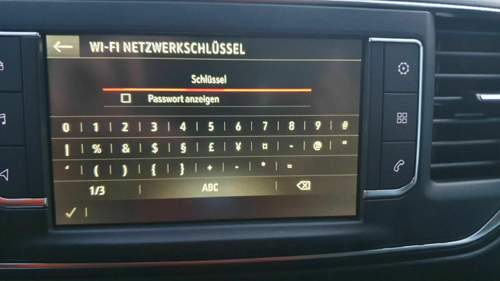 WI-FI NETZWERKSCHLÜSSEL
Schlüssel
Passwort anzeigen
0 1 2 3 4 5 6 7 8 9 #
| % & $ § £ ¥ ¤ - @ "
' ( ) { } + - * =
1/3 ABC